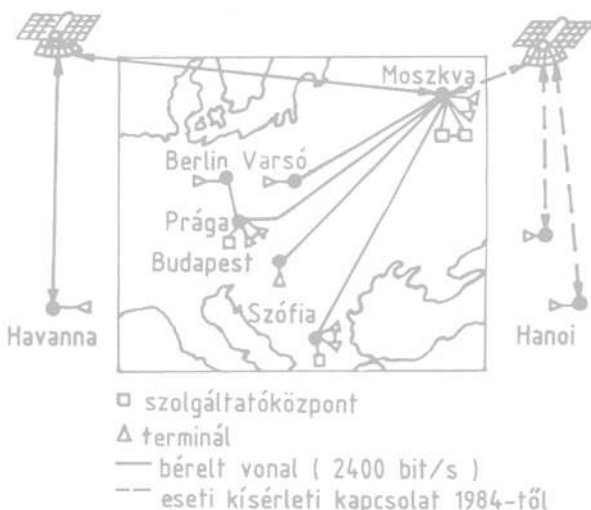 Moszkva
Berlin Varsó
Prága
Budapest
Szófia
Havanna
Hanoi
szolgáltatóközpont
terminál
bérelt vonal ( 2400 bit/s )
eseti kísérleti kapcsolat 1984-től